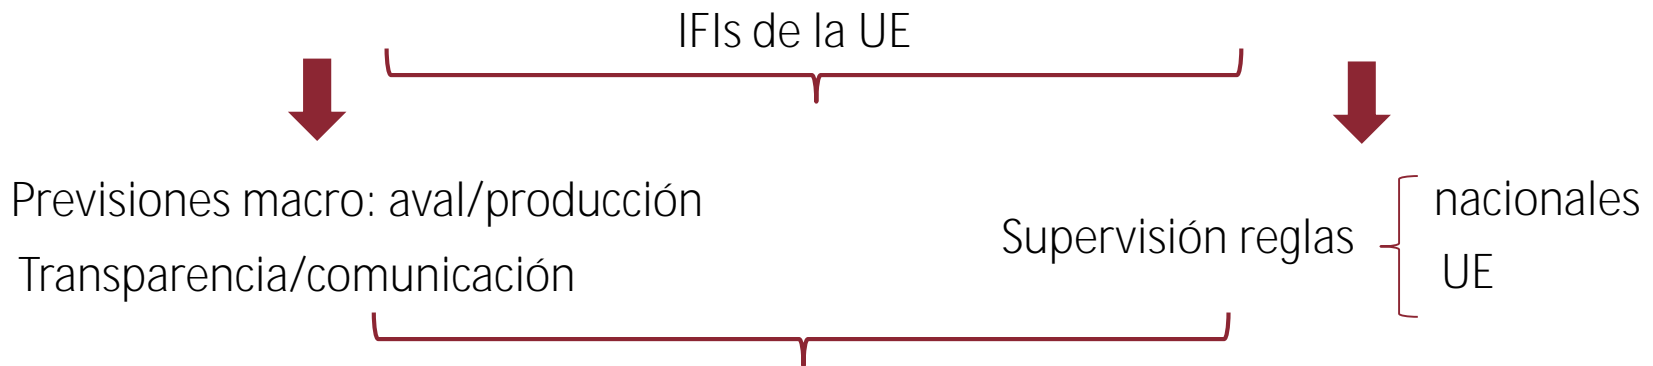 IFIs de la UE
Previsiones macro: aval/producción
Transparencia/comunicación
Supervisión reglas
nacionales
UE